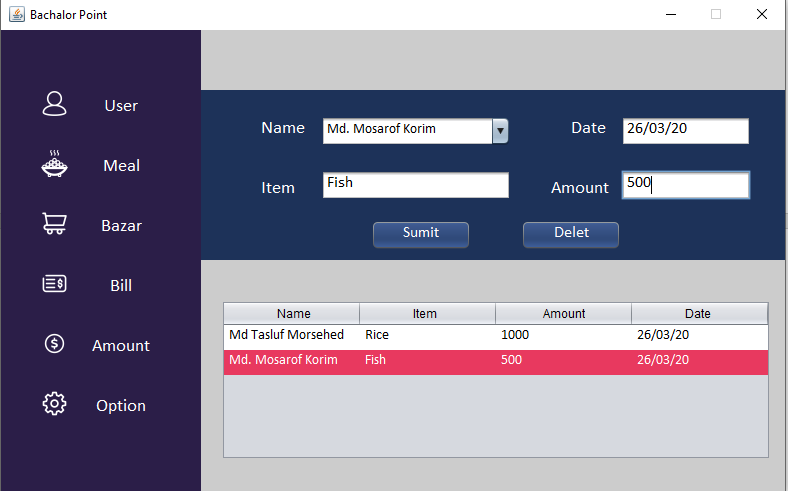 Bachalor Point
User
Meal
Bazar
Bill
Amount
Option
Name Md. Mosarof Korim Date 26/03/20
Item Fish Amount 500
Sumit Delet
Name Item Amount Date
Md Tasluf Morsehed Rice 1000 26/03/20
Md. Mosarof Korim Fish 500 26/03/20